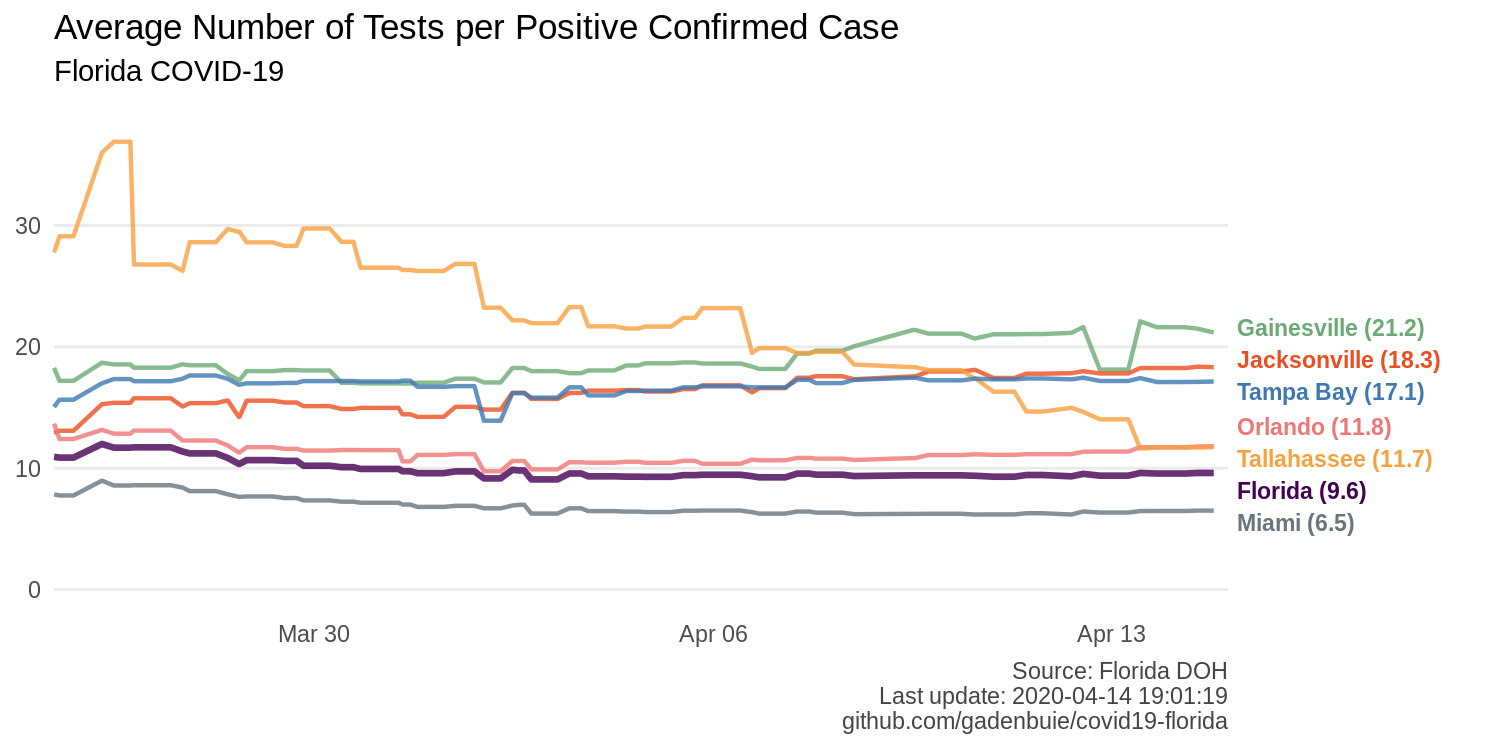 Average Number of Tests per Positive Confirmed Case
Florida COVID-19
30
20
10
0
Mar 30
Apr 06
Apr 13
Gainesville (21.2)
Jacksonville (18.3)
Tampa Bay (17.1)
Orlando (11.8)
Tallahassee (11.7)
Florida (9.6)
Miami (6.5)
Source: Florida DOH
Last update: 2020-04-14 19:01:19
github.com/gadenbuie/covid19-florida